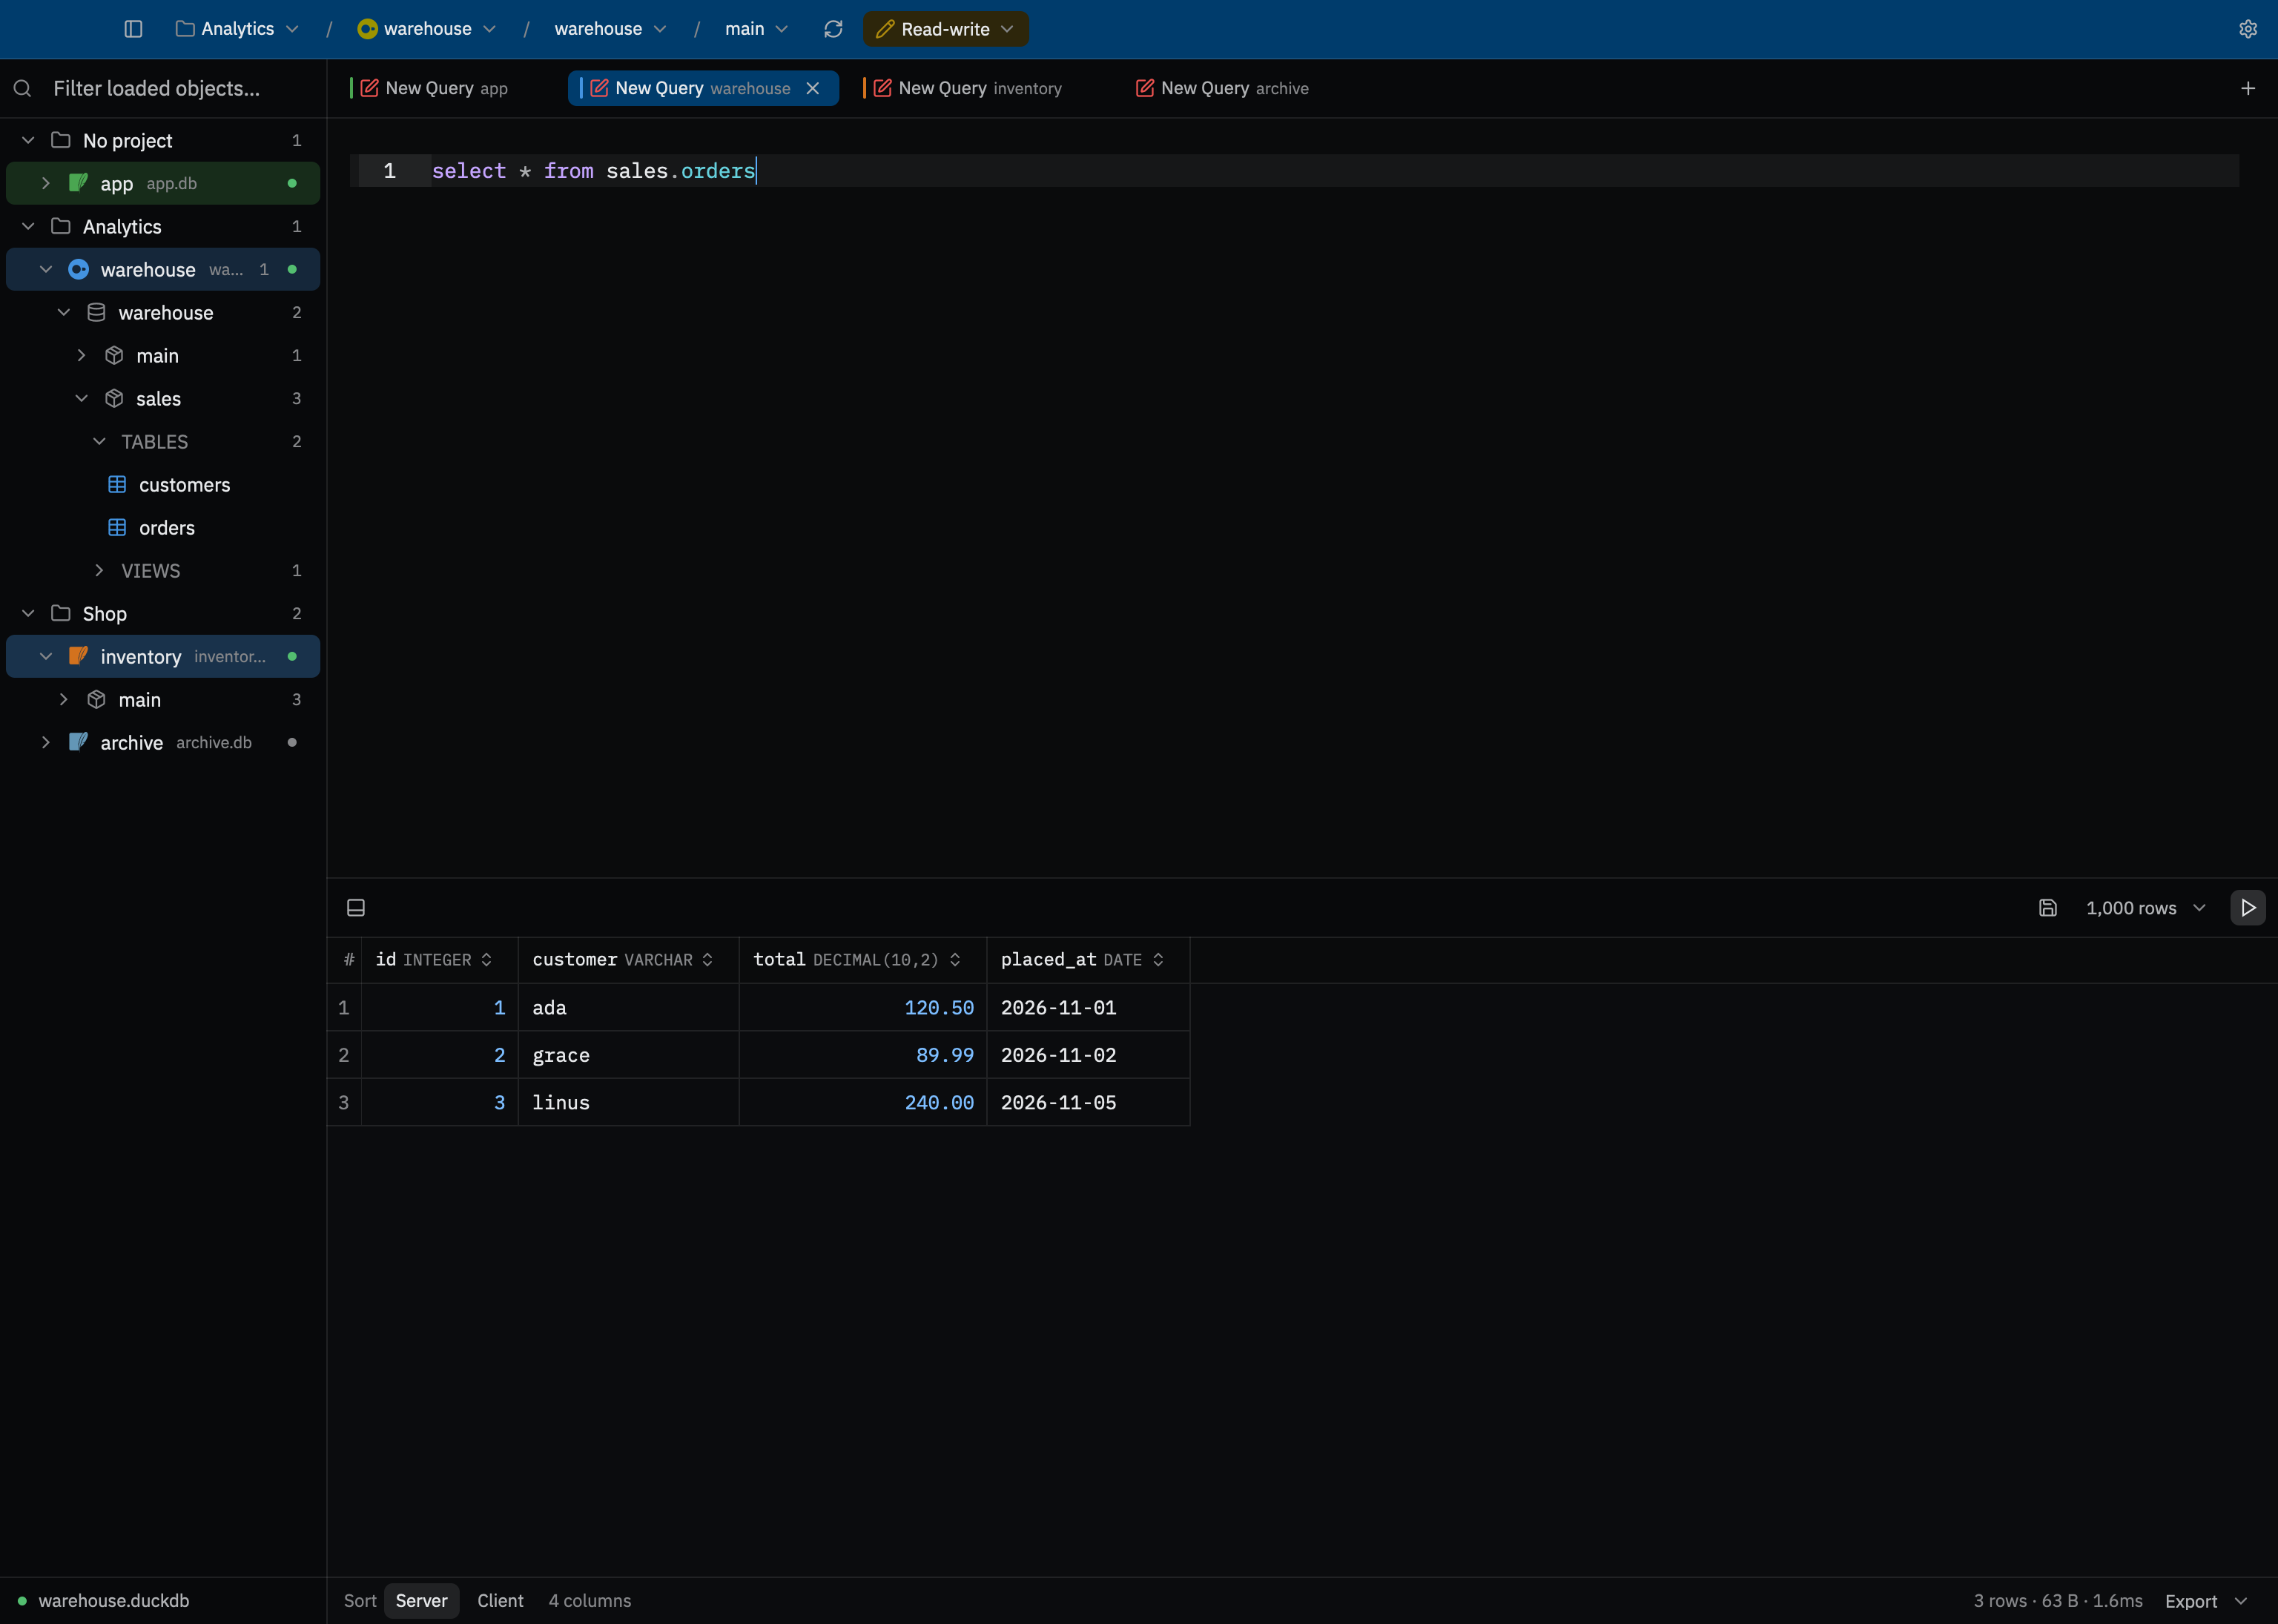 Analytics / warehouse / warehouse / main Read-write
Filter loaded objects...
New Query app New Query warehouse New Query inventory New Query archive
No project 1
app app.db
Analytics 1
warehouse wa... 1
warehouse 2
main 1
sales 3
TABLES 2
customers
orders
VIEWS 1
Shop 2
inventory inventor...
main 3
archive archive.db
1 select * from sales.orders
1,000 rows
# id INTEGER customer VARCHAR total DECIMAL(10,2) placed_at DATE
1 1 ada 120.50 2026-11-01
2 2 grace 89.99 2026-11-02
3 3 linus 240.00 2026-11-05
warehouse.duckdb
Sort Server Client 4 columns
3 rows · 63 B · 1.6ms Export